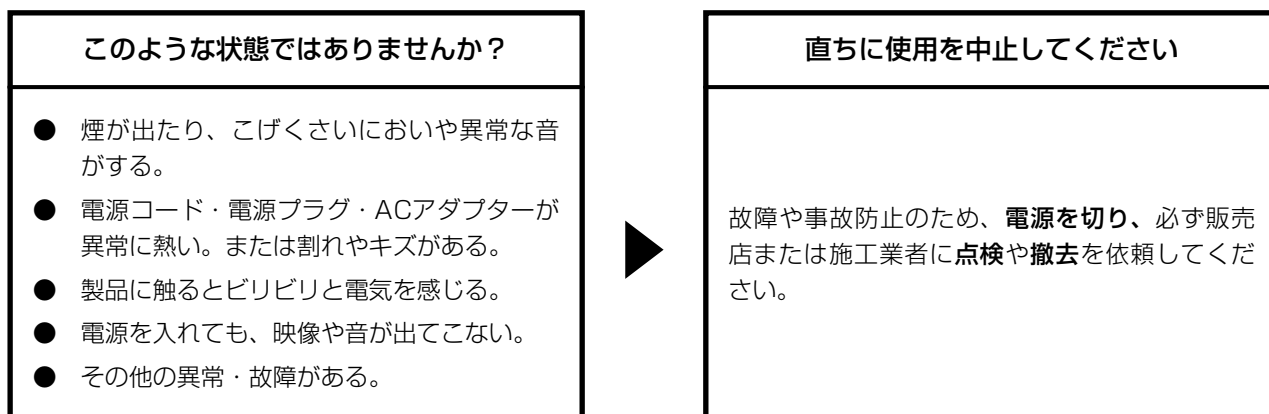 このような状態ではありませんか？
● 煙が出たり、こげくさいにおいや異常な音
がする。
● 電源コード・電源プラグ・ACアダプターが
異常に熱い。または割れやキズがある。
● 製品に触るとビリビリと電気を感じる。
● 電源を入れても、映像や音が出てこない。
● その他の異常・故障がある。
直ちに使用を中止してください
故障や事故防止のため、電源を切り、必ず販売
店または施工業者に点検や撤去を依頼してくだ
さい。